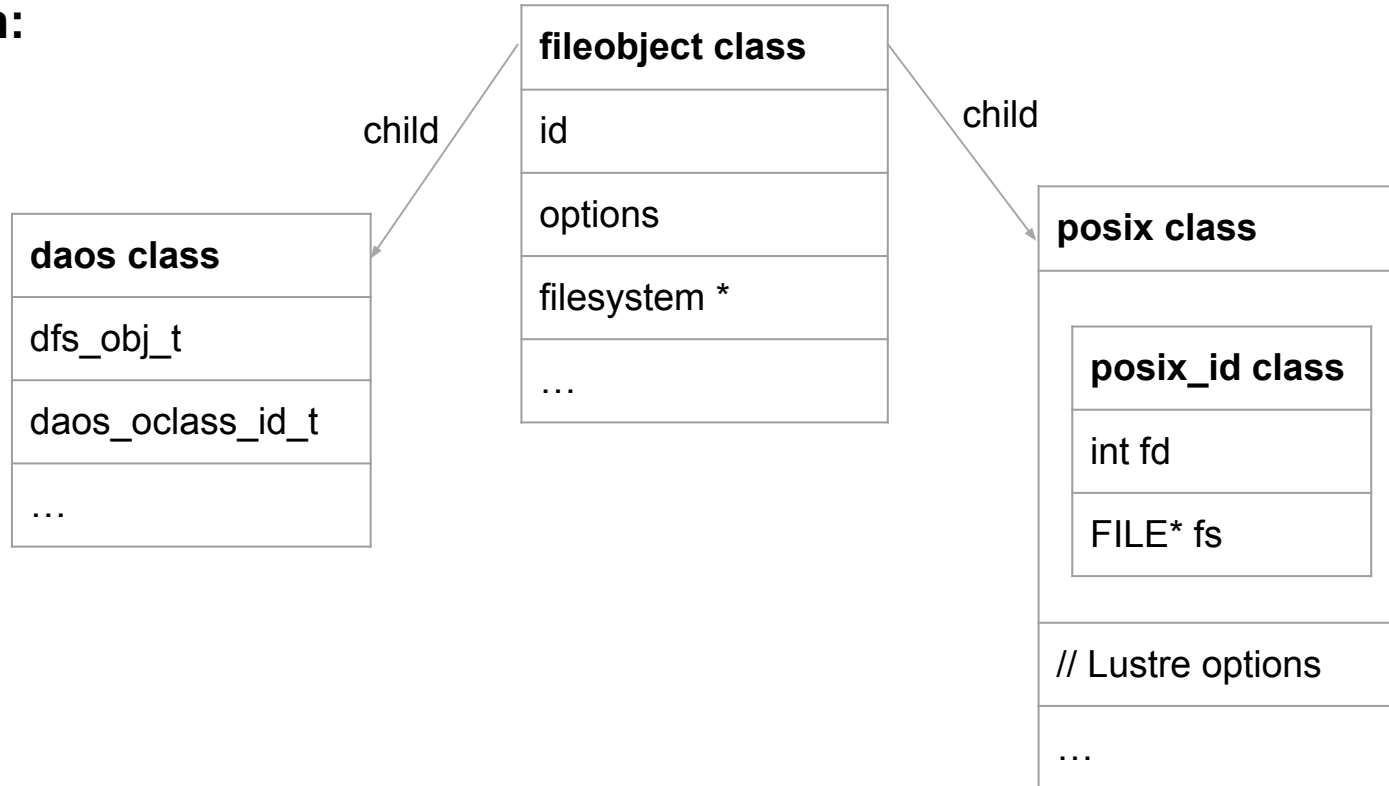 :
fileobject class
id
options
filesystem *
…
child
child
daos class
dfs_obj_t
daos_oclass_id_t
…
posix class
posix_id class
int fd
FILE* fs
// Lustre options
…